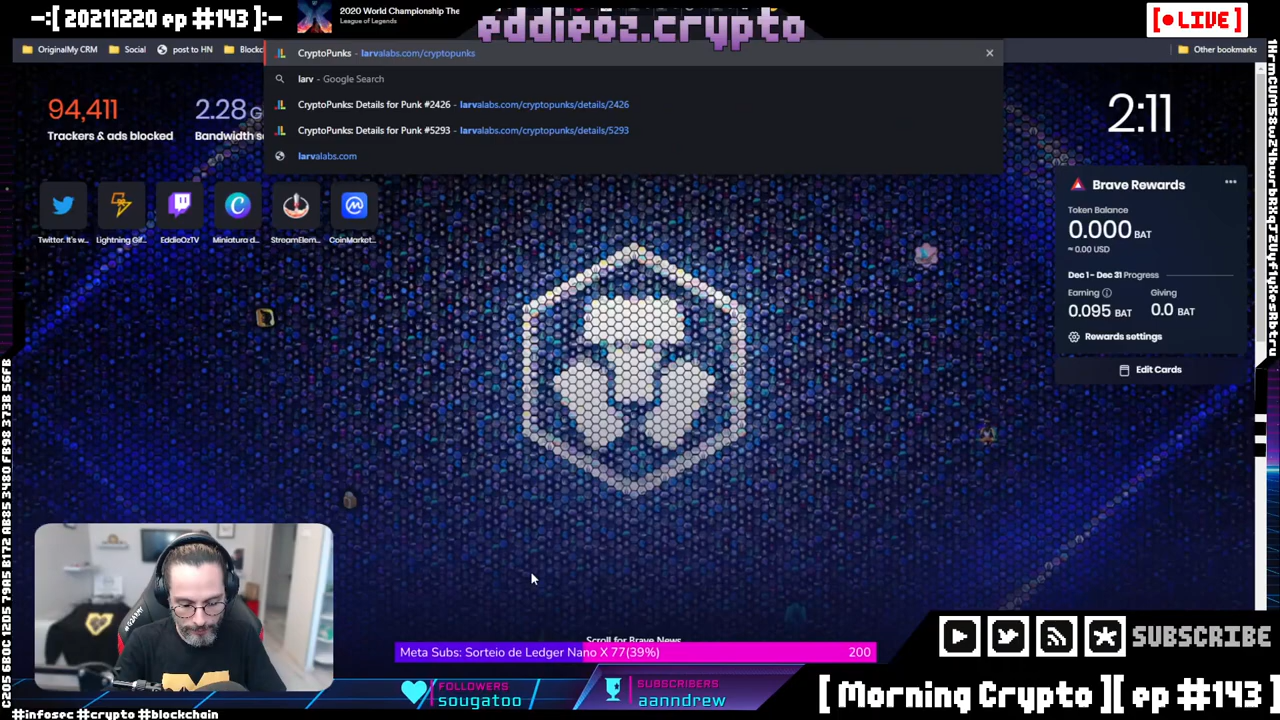 -:[ 20211220 ep #143 ]:-
2020 World Championship The
League of Legends
eddieoz.crypto
[ LIVE ]
OriginalMy CRM
Social
post to HN
Blockc
Other bookmarks
CryptoPunks - larvalabs.com/cryptopunks
larv - Google Search
CryptoPunks: Details for Punk #2426 - larvalabs.com/cryptopunks/details/2426
CryptoPunks: Details for Punk #5293 - larvalabs.com/cryptopunks/details/5293
larvalabs.com
94,411
Trackers & ads blocked
2.28
Bandwidth s
2:11
Twitter. It's w...
Lightning Gif...
EddieOzTV
Miniatura d...
StreamElem...
CoinMarket...
Brave Rewards
Token Balance
0.000 BAT
≈ 0.00 USD
Dec 1 - Dec 31 Progress
Earning
Giving
0.095 BAT
0.0 BAT
Rewards settings
Edit Cards
Scroll for Brave News
Meta Subs: Sorteio de Ledger Nano X 77(39%)
200
FOLLOWERS
sougatoo
SUBSCRIBERS
aanndrew
SUBSCRIBE
[ Morning Crypto ][ ep #143 ]
#infosec #crypto #blockchain